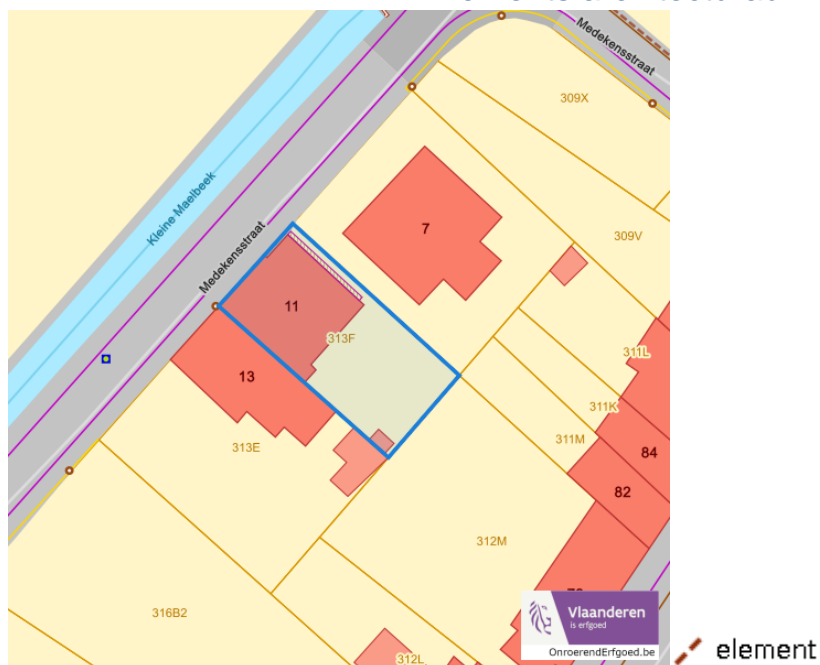 Medekensstraat
309X
Kleine Maelbeek
7
309V
Medekensstraat
11
313F
311L
13
311K
313E
311M
84
82
312M
316B2
312L
Vlaanderen
is erfgoed
OnroerendErfgoed.be
element